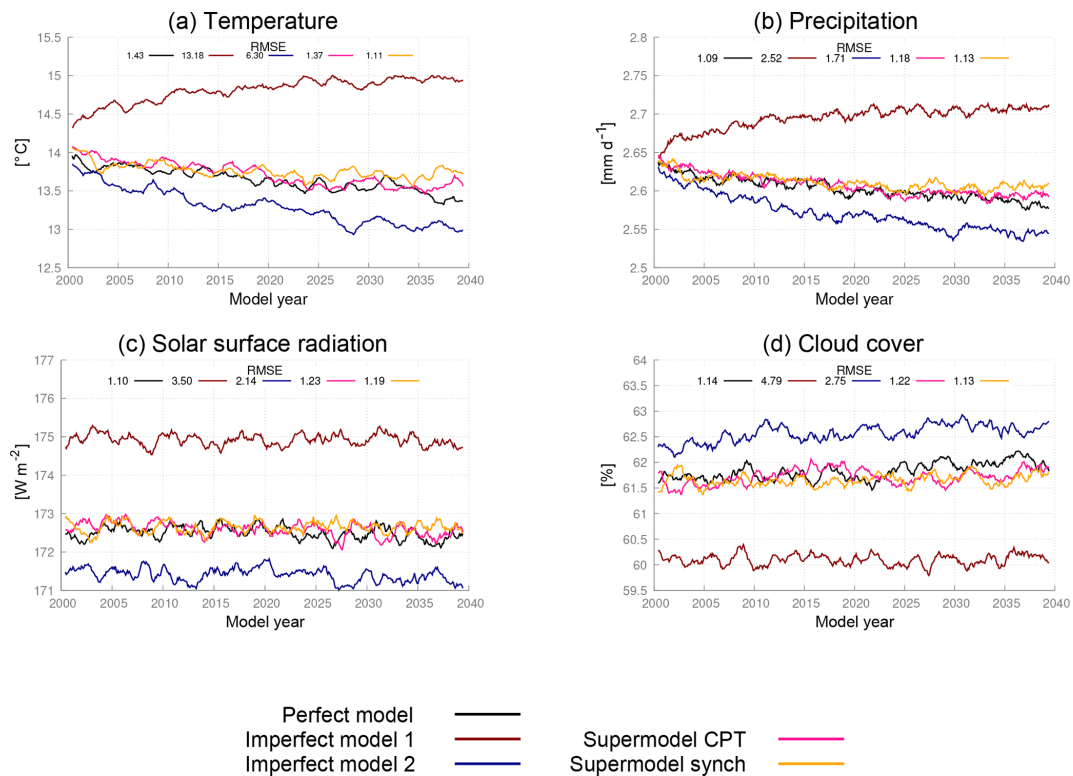 (a) Temperature
RMSE
1.43 13.18 6.30 1.37 1.11
15.5
15
14.5
14
13.5
13
12.5
[°C]
2000 2005 2010 2015 2020 2025 2030 2035 2040
Model year
(b) Precipitation
RMSE
1.09 2.52 1.71 1.18 1.13
2.8
2.75
2.7
2.65
2.6
2.55
2.5
[mm d⁻¹]
2000 2005 2010 2015 2020 2025 2030 2035 2040
Model year
(c) Solar surface radiation
RMSE
1.10 3.50 2.14 1.23 1.19
177
176
175
174
173
172
171
[W m⁻²]
2000 2005 2010 2015 2020 2025 2030 2035 2040
Model year
(d) Cloud cover
RMSE
1.14 4.79 2.75 1.22 1.13
64
63.5
63
62.5
62
61.5
61
60.5
60
59.5
[%]
2000 2005 2010 2015 2020 2025 2030 2035 2040
Model year
Perfect model
Imperfect model 1
Imperfect model 2
Supermodel CPT
Supermodel synch